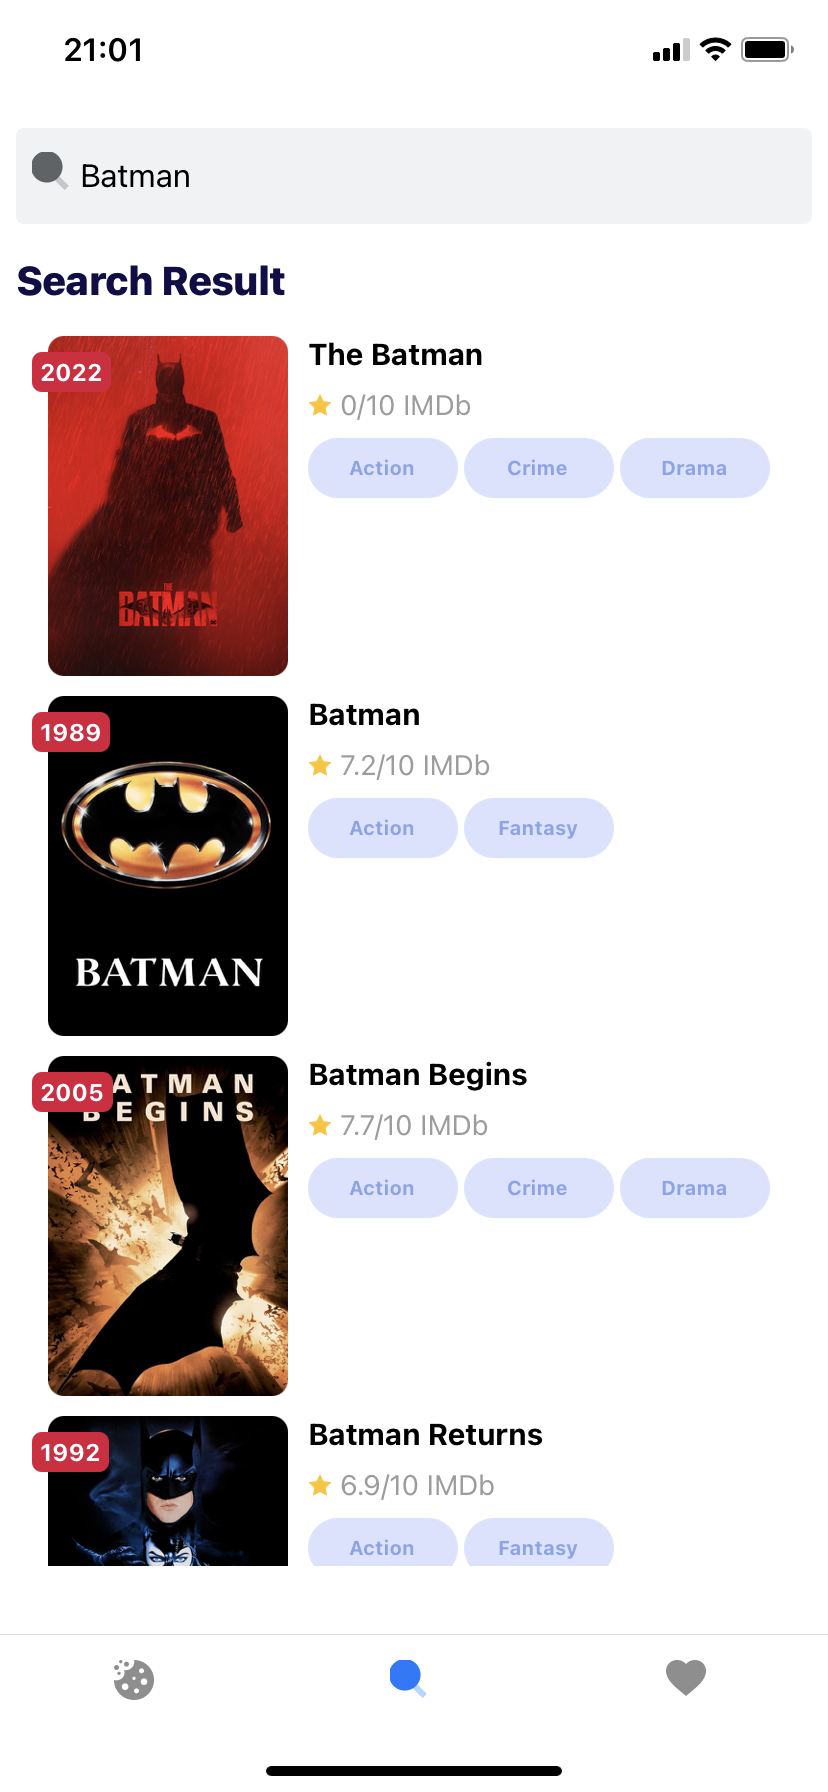 21:01
Batman
Search Result
2022
The Batman
0/10 IMDb
Action Crime Drama
THE
BATMAN
1989
Batman
7.2/10 IMDb
Action Fantasy
BATMAN
2005
Batman Begins
BATMAN
BEGINS
7.7/10 IMDb
Action Crime Drama
1992
Batman Returns
6.9/10 IMDb
Action Fantasy